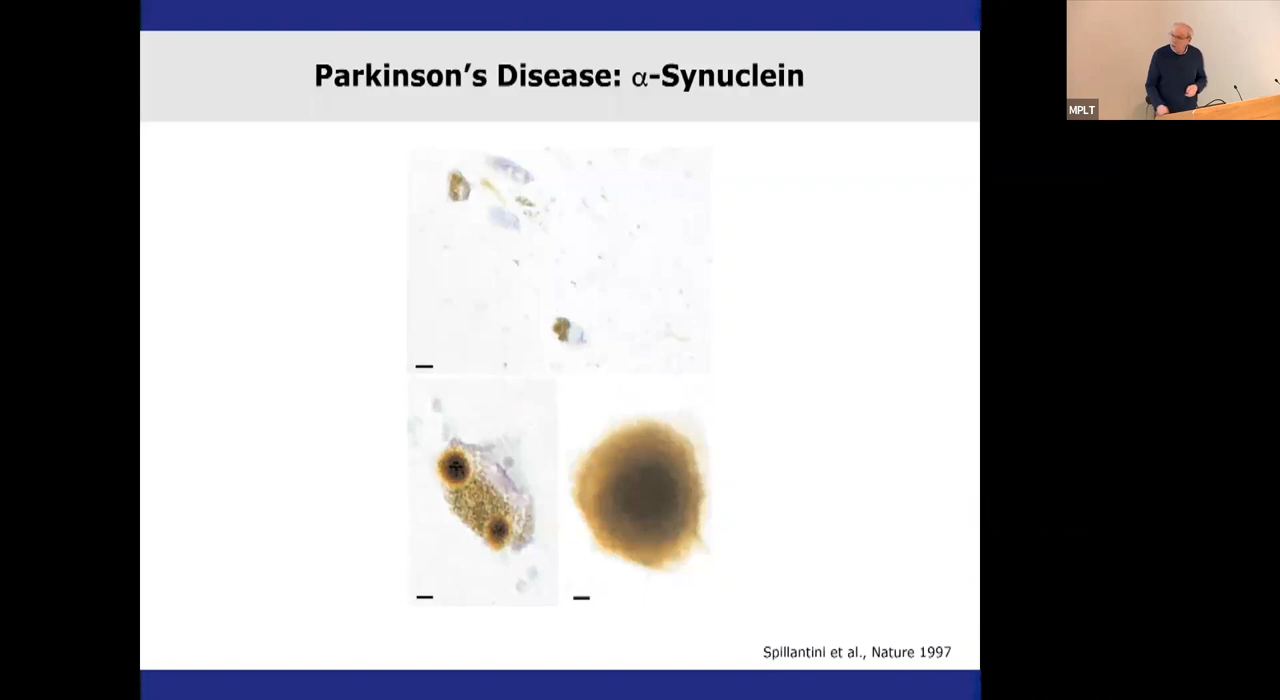 Parkinson's Disease: α-Synuclein
MPLT
Spillantini et al., Nature 1997